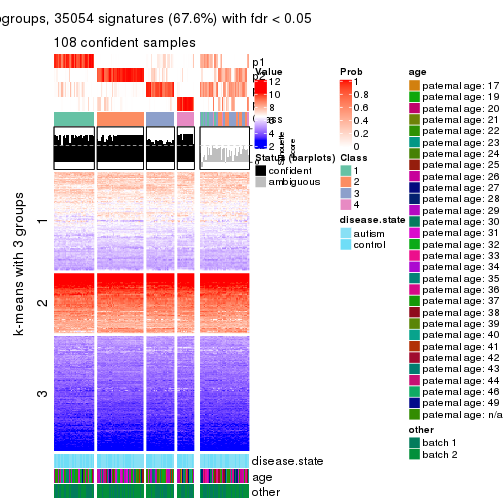 ogroups, 35054 signatures (67.6%) with fdr < 0.05
108 confident samples
p1
p2
Value
12
10
8
6
4
2
Prob
1
0.8
0.6
0.4
0.2
0
Silhouette
score
Status (barplots)
confident
ambiguous
Class
1
2
3
4
disease.state
autism
control
age
paternal age: 17
paternal age: 19
paternal age: 20
paternal age: 21
paternal age: 22
paternal age: 23
paternal age: 24
paternal age: 25
paternal age: 26
paternal age: 27
paternal age: 28
paternal age: 29
paternal age: 30
paternal age: 31
paternal age: 32
paternal age: 33
paternal age: 34
paternal age: 35
paternal age: 36
paternal age: 37
paternal age: 38
paternal age: 39
paternal age: 40
paternal age: 41
paternal age: 42
paternal age: 43
paternal age: 44
paternal age: 46
paternal age: 49
paternal age: n/a
other
batch 1
batch 2
k-means with 3 groups
1
2
3
disease.state
age
other